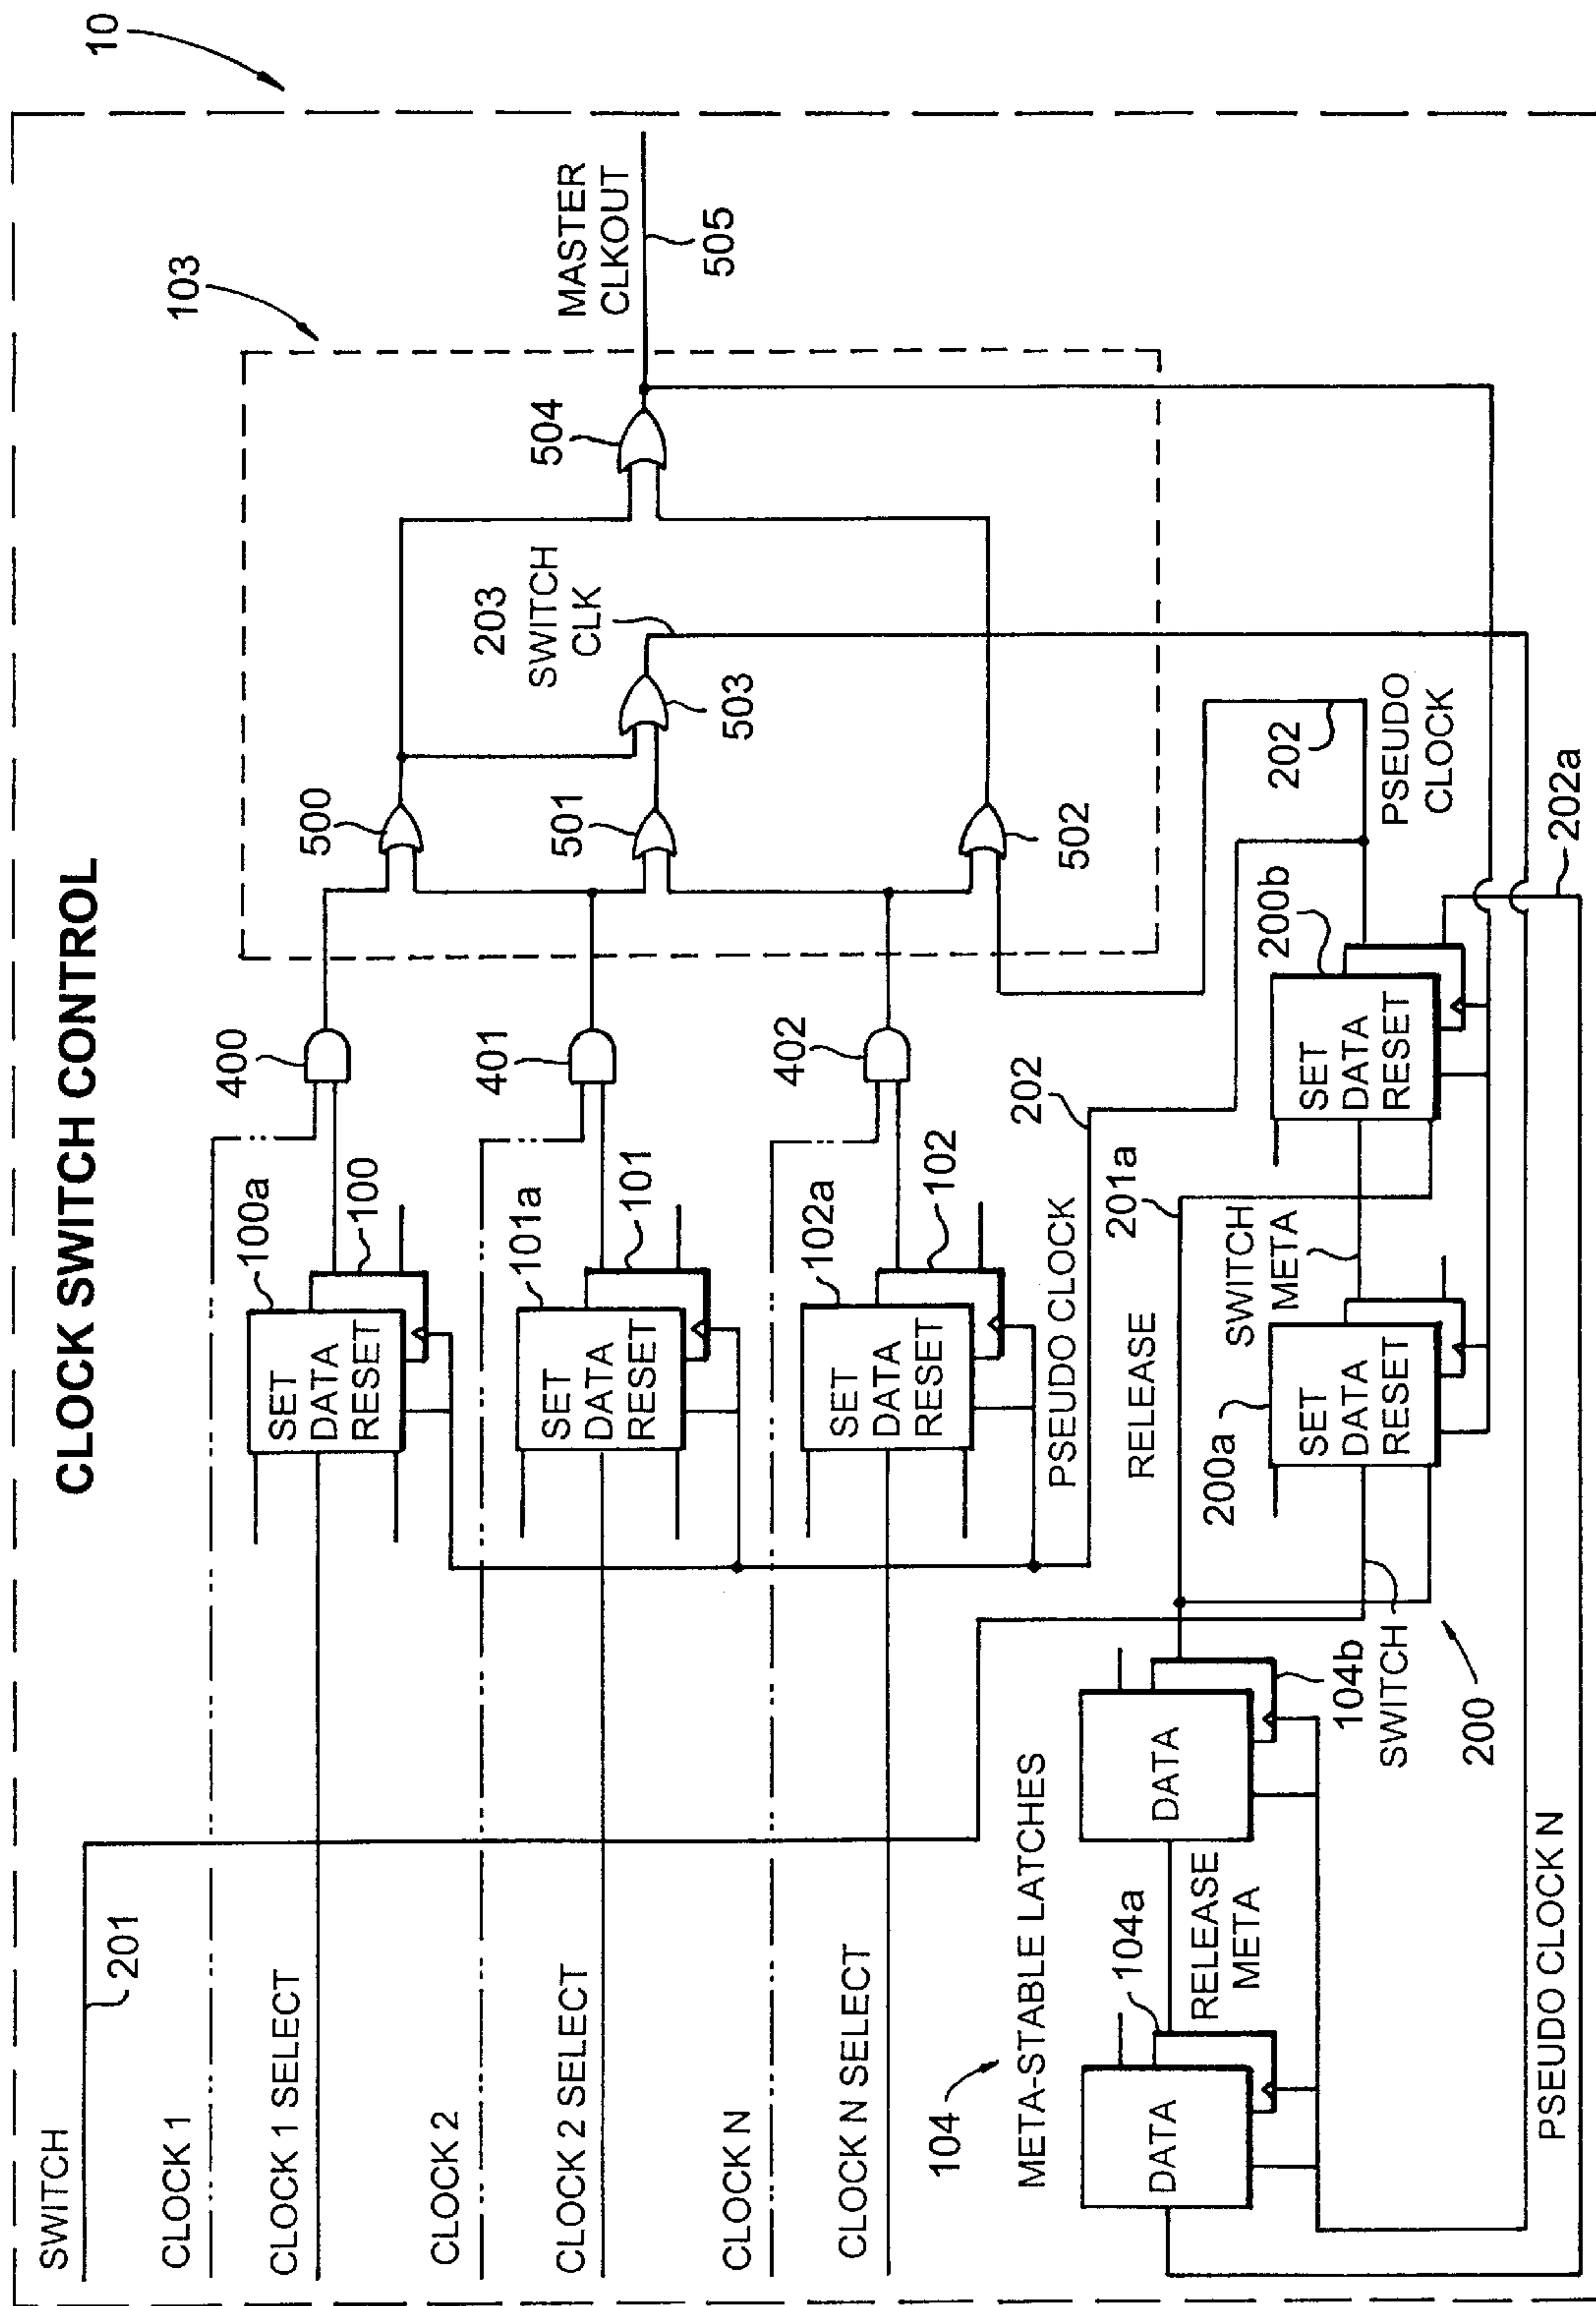 CLOCK SWITCH CONTROL
10
SWITCH
201
CLOCK 1
CLOCK 1 SELECT
CLOCK 2
CLOCK 2 SELECT
CLOCK N
CLOCK N SELECT
100a
SET
DATA
RESET
100
400
101a
SET
DATA
RESET
101
401
102a
SET
DATA
RESET
102
402
103
500
501
502
203
SWITCH
CLK
503
504
MASTER
CLKOUT
505
PSEUDO CLOCK
202
104
META-STABLE LATCHES
DATA
104a
RELEASE
META
DATA
104b
SWITCH
200
RELEASE
201a
200a
SET
DATA
RESET
SWITCH
META
SET
DATA
RESET
200b
202
PSEUDO
CLOCK
202a
PSEUDO CLOCK N